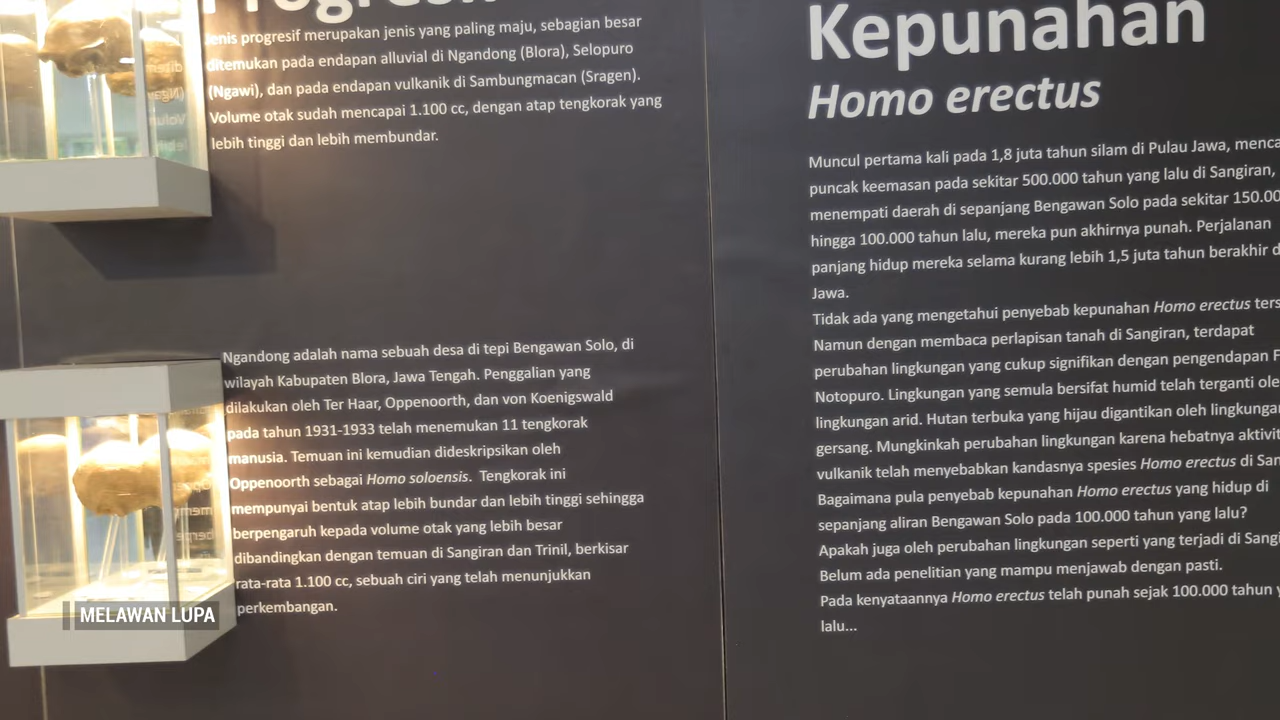 Progresif
Jenis progresif merupakan jenis yang paling maju, sebagian besar
ditemukan pada endapan alluvial di Ngandong (Blora), Selopuro
(Ngawi), dan pada endapan vulkanik di Sambungmacan (Sragen).
Volume otak sudah mencapai 1.100 cc, dengan atap tengkorak yang
lebih tinggi dan lebih membundar.
Ngandong adalah nama sebuah desa di tepi Bengawan Solo, di
wilayah Kabupaten Blora, Jawa Tengah. Penggalian yang
dilakukan oleh Ter Haar, Oppenoorth, dan von Koenigswald
pada tahun 1931-1933 telah menemukan 11 tengkorak
manusia. Temuan ini kemudian dideskripsikan oleh
Oppenoorth sebagai Homo soloensis. Tengkorak ini
mempunyai bentuk atap lebih bundar dan lebih tinggi sehingga
berpengaruh kepada volume otak yang lebih besar
dibandingkan dengan temuan di Sangiran dan Trinil, berkisar
rata-rata 1.100 cc, sebuah ciri yang telah menunjukkan
perkembangan.
Kepunahan
Homo erectus
Muncul pertama kali pada 1,8 juta tahun silam di Pulau Jawa,
puncak keemasan pada sekitar 500.000 tahun yang lalu di Sangiran,
menempati daerah di sepanjang Bengawan Solo pada sekitar
hingga 100.000 tahun lalu, mereka pun akhirnya punah. Perjalanan
panjang hidup mereka selama kurang lebih 1,5 juta tahun berakhir
Jawa.
Tidak ada yang mengetahui penyebab kepunahan Homo erectus
Namun dengan membaca perlapisan tanah di Sangiran, terdapat
perubahan lingkungan yang cukup signifikan dengan pengendapan
Notopuro. Lingkungan yang semula bersifat humid telah terganti
lingkungan arid. Hutan terbuka yang hijau digantikan oleh
gersang. Mungkinkah perubahan lingkungan karena hebatnya
vulkanik telah menyebabkan kandasnya spesies Homo erectus di
Bagaimana pula penyebab kepunahan Homo erectus yang hidup di
sepanjang aliran Bengawan Solo pada 100.000 tahun yang lalu?
Apakah juga oleh perubahan lingkungan seperti yang terjadi di
Belum ada penelitian yang mampu menjawab dengan pasti.
Pada kenyataannya Homo erectus telah punah sejak 100.000 tahun
lalu...
MELAWAN LUPA